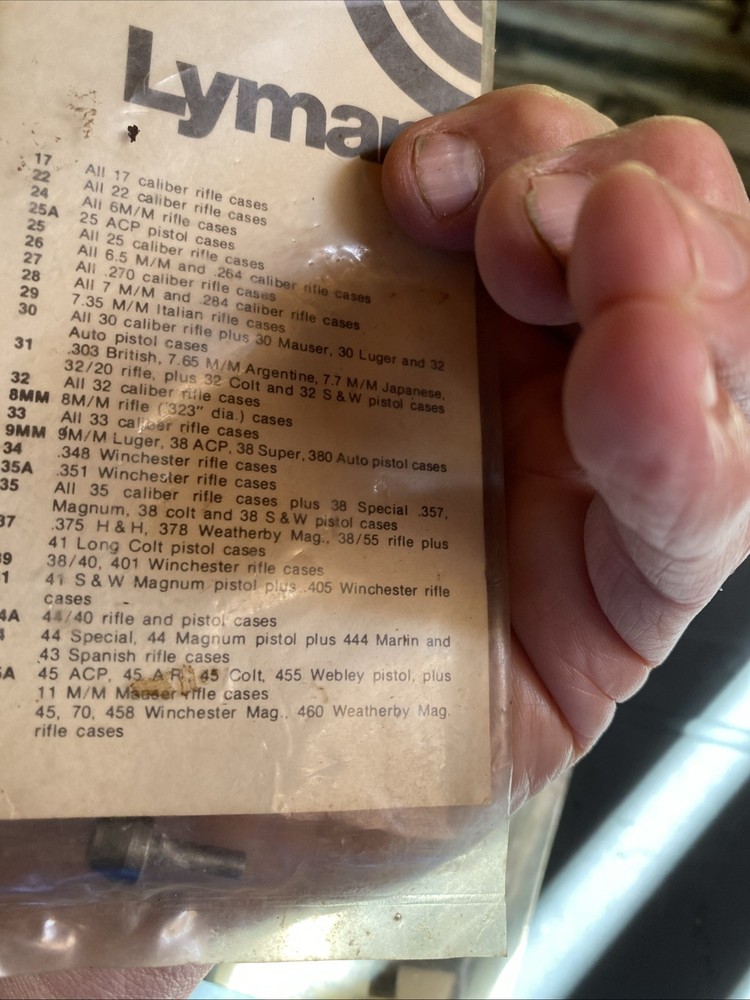 Lyman
17 All 17 caliber rifle cases
22 All 22 caliber rifle cases
24 All 6M/M rifle cases
25A 25 ACP pistol cases
25 All 25 caliber rifle cases
26 All 6.5 M/M and .264 caliber rifle cases
27 All .270 caliber rifle cases
28 All 7 M/M and .284 caliber rifle cases
29 7.35 M/M Italian rifle cases
30 All 30 caliber rifle plus 30 Mauser, 30 Luger and 32
Auto pistol cases
31 .303 British, 7.65 M/M Argentine, 7.7 M/M Japanese,
32/20 rifle, plus 32 Colt and 32 S & W pistol cases
32 All 32 caliber rifle cases
8MM 8M/M rifle (.323" dia.) cases
33 All 33 caliber rifle cases
9MM 9M/M Luger, 38 ACP, 38 Super, 380 Auto pistol cases
34 .348 Winchester rifle cases
35A .351 Winchester rifle cases
35 All 35 caliber rifle cases plus 38 Special .357,
Magnum, 38 colt and 38 S & W pistol cases
37 .375 H & H, 378 Weatherby Mag., 38/55 rifle plus
41 Long Colt pistol cases
9 38/40, 401 Winchester rifle cases
1 41 S & W Magnum pistol plus .405 Winchester rifle
cases
4A 44/40 rifle and pistol cases
44 Special, 44 Magnum pistol plus 444 Marlin and
.43 Spanish rifle cases
5A 45 ACP, 45 A R, 45 Colt, 455 Webley pistol, plus
.11 M/M Mauser rifle cases
45, 70, 458 Winchester Mag., 460 Weatherby Mag.
rifle cases